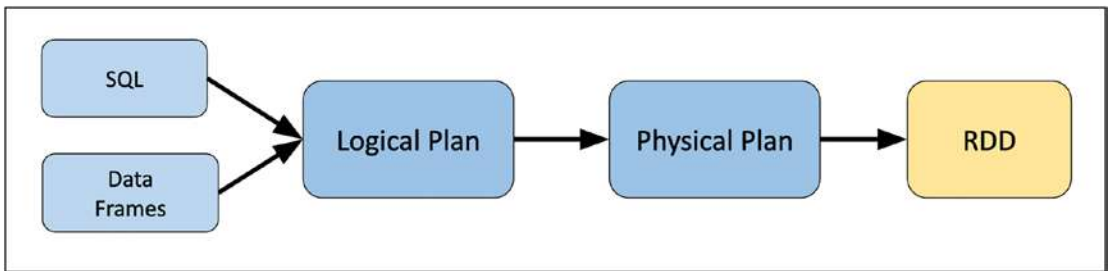 SQL
Data
Frames
Logical Plan
Physical Plan
RDD